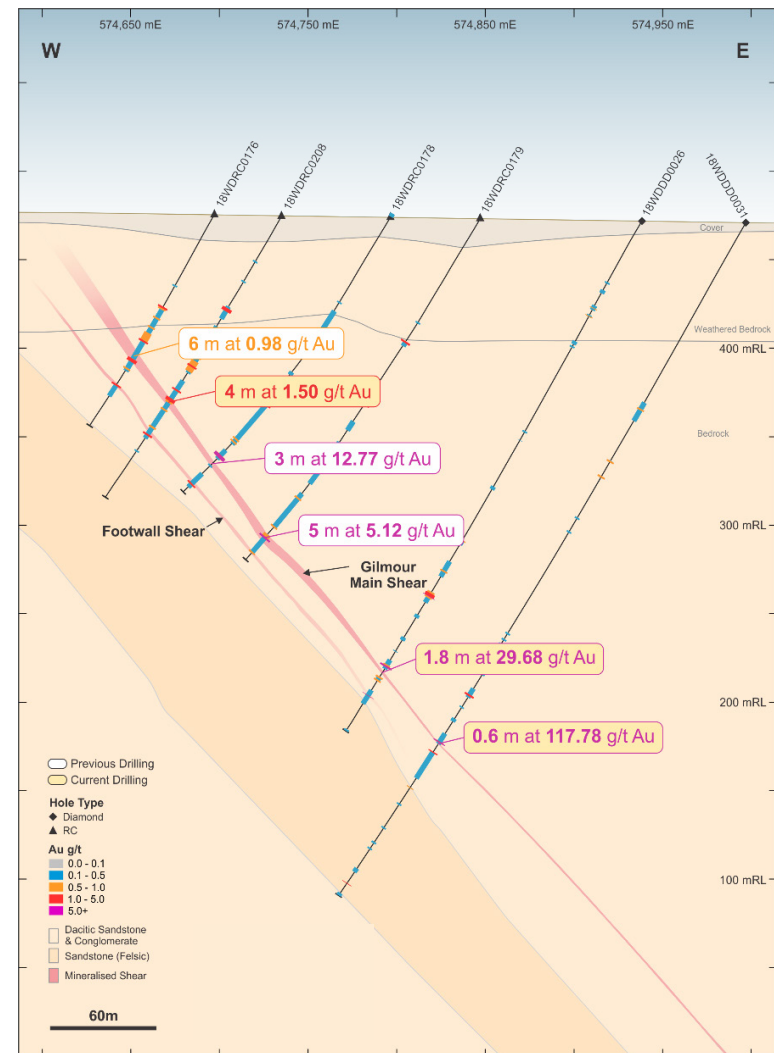 574,650 mE
574,750 mE
574,850 mE
574,950 mE
W
E
18WDRC0176
18WDRC0208
18WDRC0178
18WDRC0179
18WDDD0026
18WDDD0031
Cover
Weathered Bedrock
400 mRL
6 m at 0.98 g/t Au
4 m at 1.50 g/t Au
Bedrock
3 m at 12.77 g/t Au
300 mRL
Footwall Shear
5 m at 5.12 g/t Au
Gilmour
Main Shear
1.8 m at 29.68 g/t Au
200 mRL
0.6 m at 117.78 g/t Au
Previous Drilling
Current Drilling
Hole Type
Diamond
RC
Au g/t
0.0 - 0.1
0.1 - 0.5
0.5 - 1.0
1.0 - 5.0
5.0+
100 mRL
Dacitic Sandstone
& Conglomerate
Sandstone (Felsic)
Mineralised Shear
60m